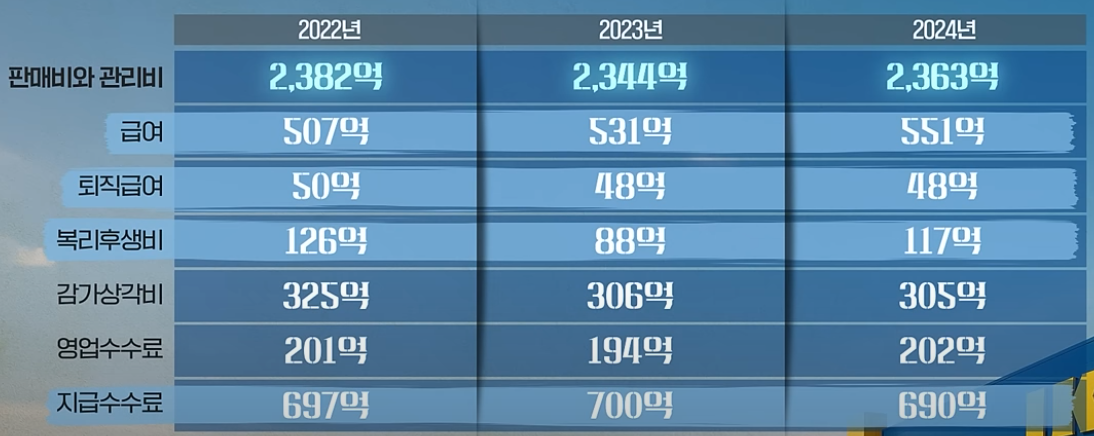 2022년 2023년 2024년
판매비와 관리비 2,382억 2,344억 2,363억
급여 507억 531억 551억
퇴직급여 50억 48억 48억
복리후생비 126억 88억 117억
감가상각비 325억 306억 305억
영업수수료 201억 194억 202억
지급수수료 697억 700억 690억